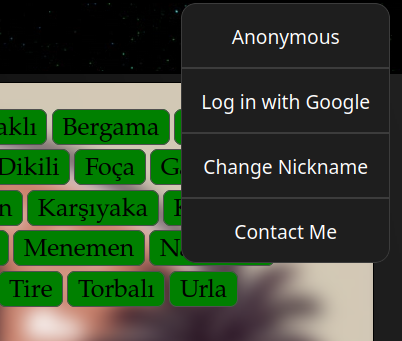 Anonymous
Log in with Google
Change Nickname
Contact Me
aklı Bergama
Dikili Foça G
n Karşıyaka K
Menemen Na
Tire Torbalı Urla